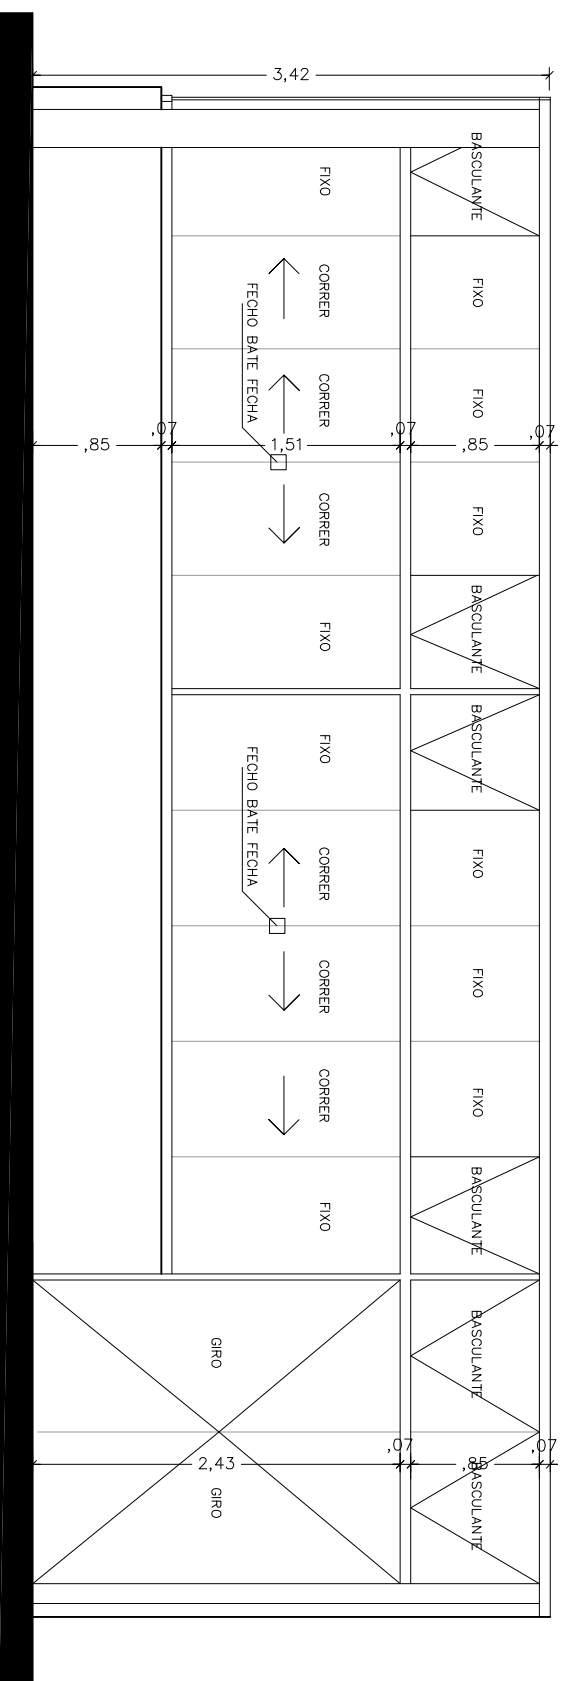 3,42
BASCULANTE
FIXO
FIXO
CORRER
FECHO BATE FECHA
FIXO
CORRER
,85
,07
1,51
,07
,85
,07
FIXO
CORRER
BASCULANTE
FIXO
BASCULANTE
FIXO
FECHO BATE FECHA
FIXO
CORRER
FIXO
CORRER
FIXO
CORRER
BASCULANTE
FIXO
BASCULANTE
GIRO
,07
,07
2,43
,85
BASCULANTE
GIRO